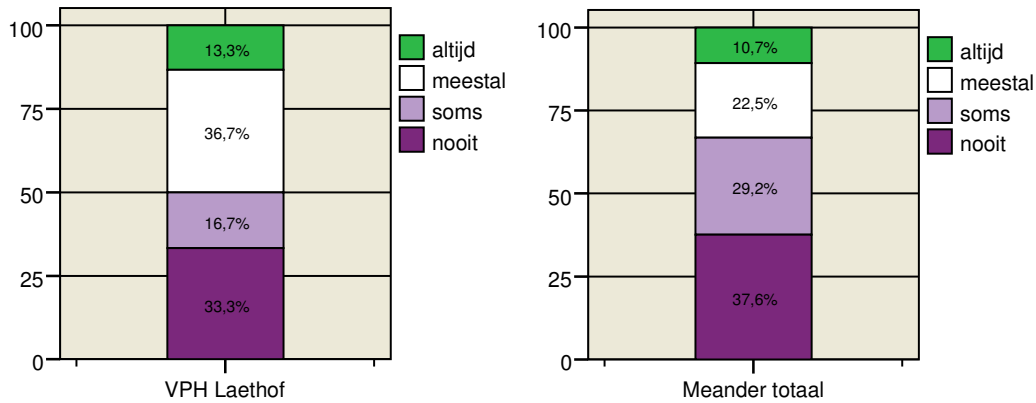 100
75
50
25
0
13,3%
36,7%
16,7%
33,3%
altijd
meestal
soms
nooit
VPH Laethof
100
75
50
25
0
10,7%
22,5%
29,2%
37,6%
altijd
meestal
soms
nooit
Meander totaal